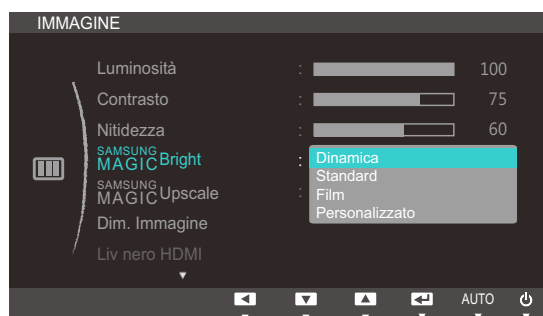 IMMAGINE
Luminosità : 100
Contrasto : 75
Nitidezza : 60
SAMSUNG MAGIC Bright : Dinamica
Standard
SAMSUNG MAGIC Upscale : Film
Personalizzato
Dim. Immagine
Liv nero HDMI
AUTO